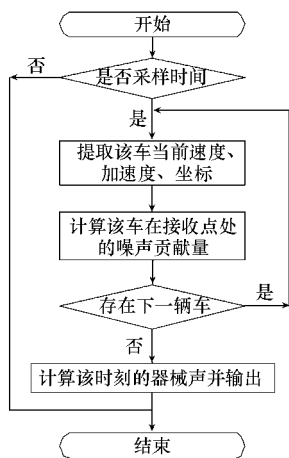 开始
否
是否采样时间
是
提取该车当前速度、
加速度、坐标
计算该车在接收点处
的噪声贡献量
存在下一辆车
是
否
计算该时刻的器械声并输出
结束